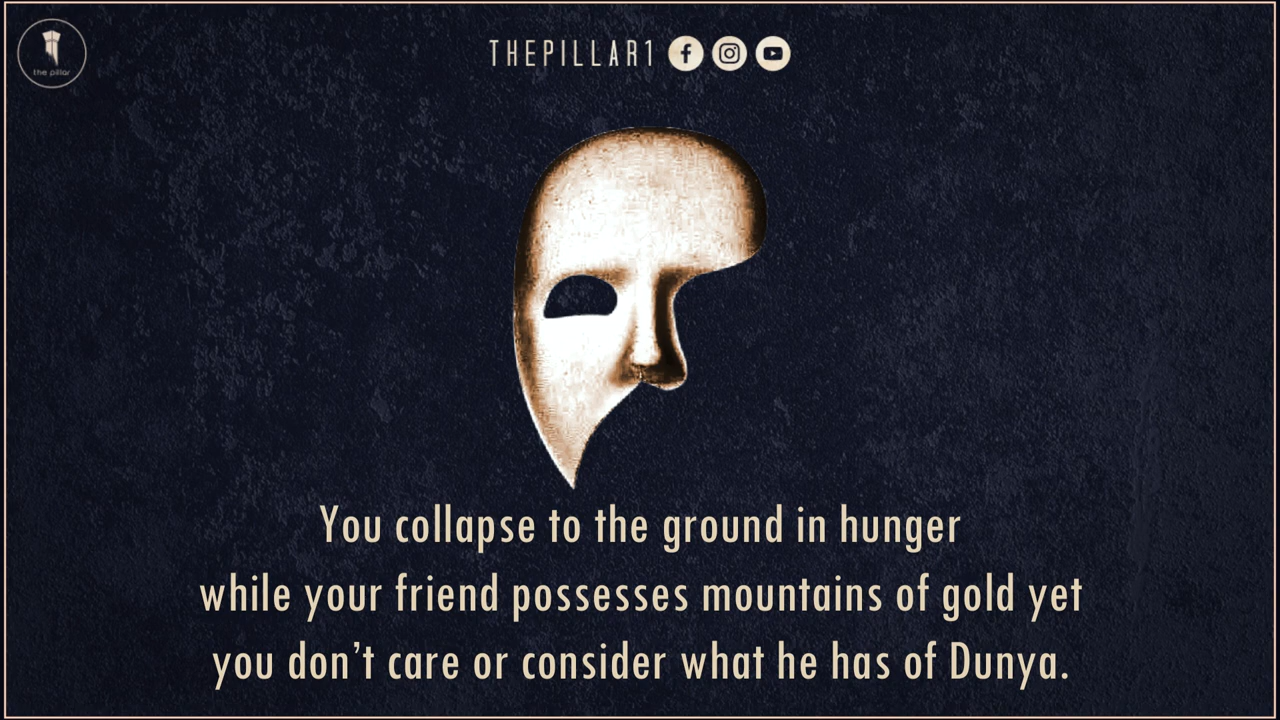 the pillar
THEPILLAR1
You collapse to the ground in hunger
while your friend possesses mountains of gold yet
you don’t care or consider what he has of Dunya.